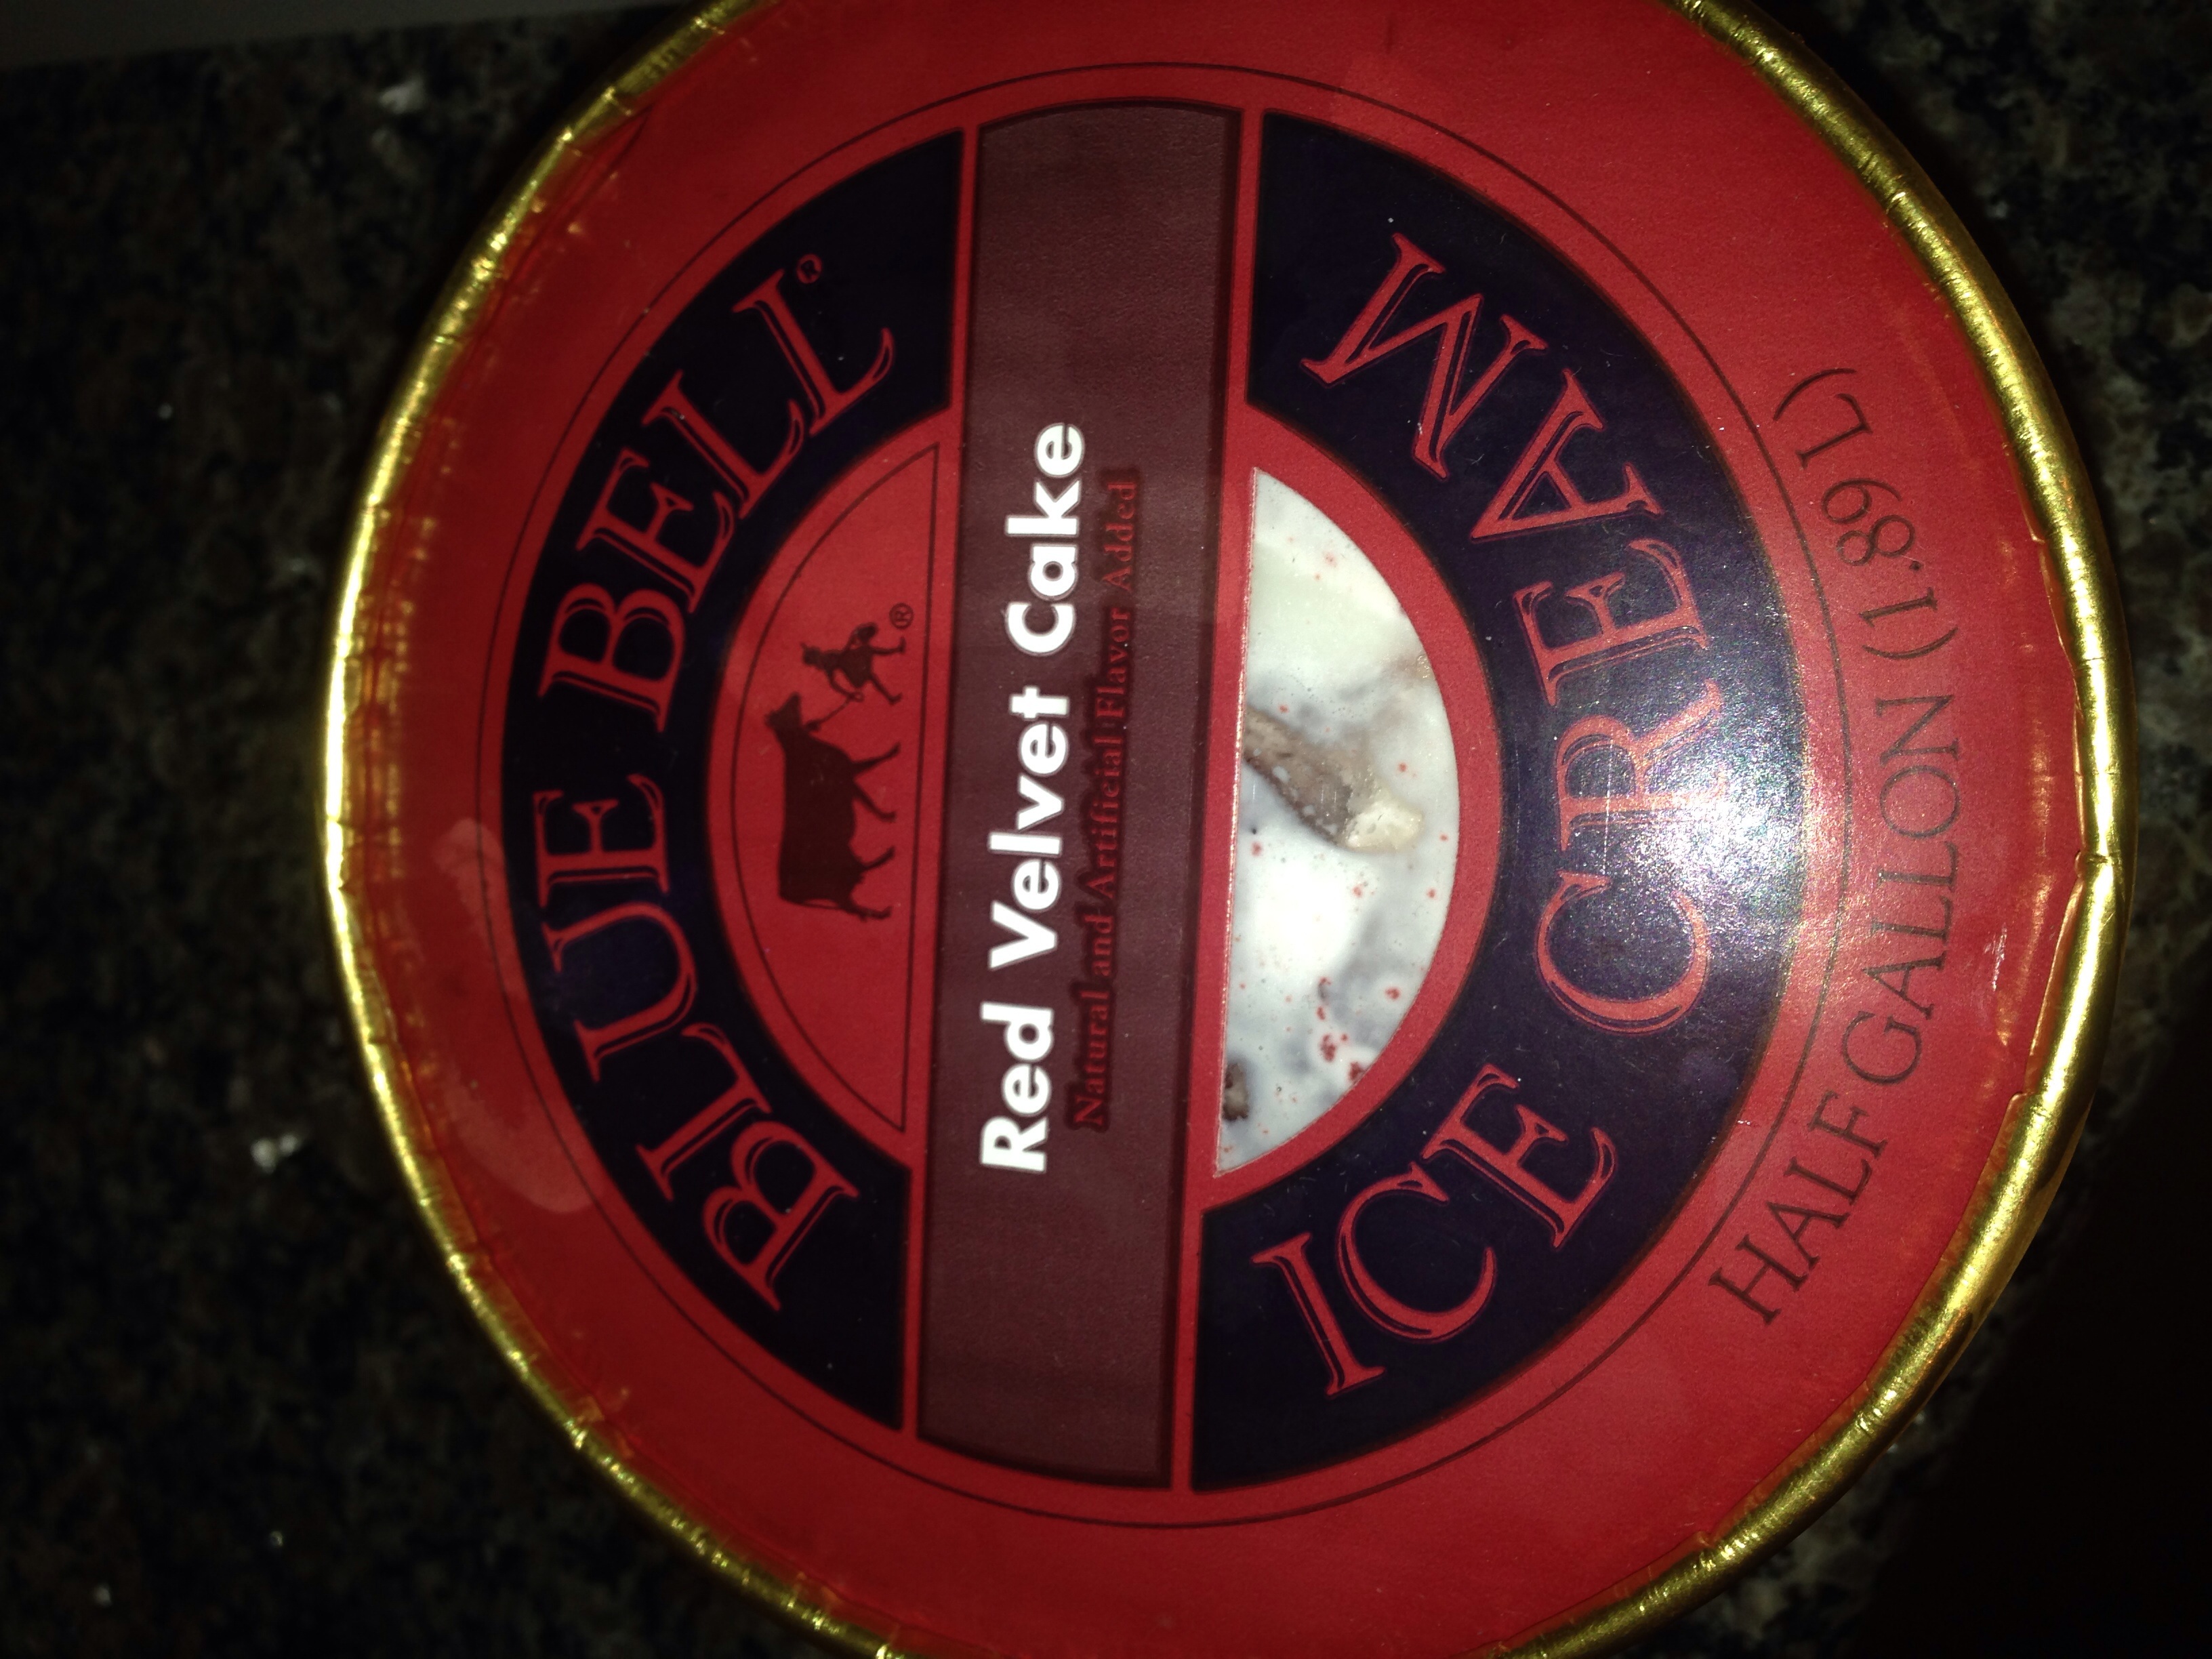 BLUE BELL®
®
Red Velvet Cake
Natural and Artificial Flavor Added
ICE CREAM
HALF GALLON (1.89 L)